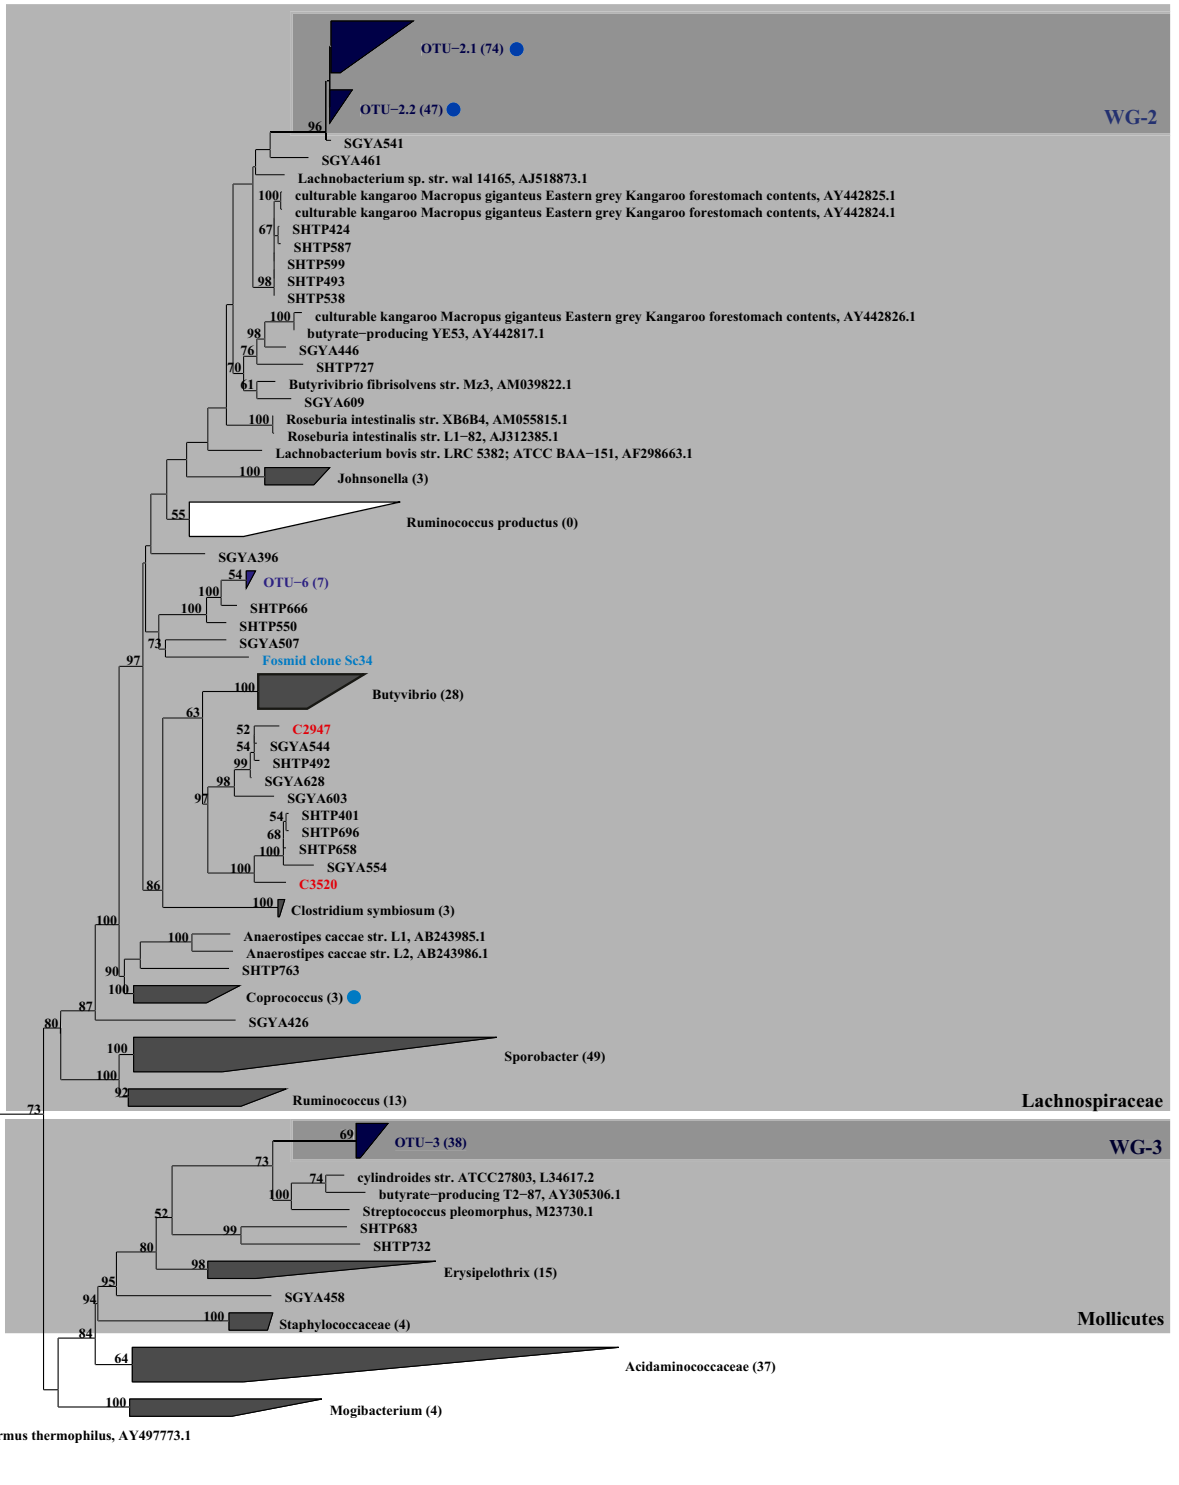 OTU−2.1 (74)
OTU−2.2 (47)
WG-2
96
SGYA541
SGYA461
Lachnobacterium sp. str. wal 14165, AJ518873.1
100
culturable kangaroo Macropus giganteus Eastern grey Kangaroo forestomach contents, AY442825.1
culturable kangaroo Macropus giganteus Eastern grey Kangaroo forestomach contents, AY442824.1
67
SHTP424
SHTP587
SHTP599
98
SHTP493
SHTP538
100
culturable kangaroo Macropus giganteus Eastern grey Kangaroo forestomach contents, AY442826.1
98
butyrate−producing YE53, AY442817.1
76
SGYA446
70
SHTP727
61
Butyrivibrio fibrisolvens str. Mz3, AM039822.1
SGYA609
100
Roseburia intestinalis str. XB6B4, AM055815.1
Roseburia intestinalis str. L1−82, AJ312385.1
Lachnobacterium bovis str. LRC 5382; ATCC BAA−151, AF298663.1
100
Johnsonella (3)
55
Ruminococcus productus (0)
SGYA396
54
OTU−6 (7)
100
100
SHTP666
SHTP550
73
SGYA507
97
Fosmid clone Sc34
100
Butyvibrio (28)
63
52
C2947
54
SGYA544
99
SHTP492
98
SGYA628
97
SGYA603
54
SHTP401
68
SHTP696
100
SHTP658
100
SGYA554
86
C3520
100
Clostridium symbiosum (3)
100
100
Anaerostipes caccae str. L1, AB243985.1
Anaerostipes caccae str. L2, AB243986.1
90
SHTP763
100
Coprococcus (3)
87
80
SGYA426
100
Sporobacter (49)
100
92
Ruminococcus (13)
Lachnospiraceae
73
69
OTU−3 (38)
WG-3
73
74
cylindroides str. ATCC27803, L34617.2
100
butyrate−producing T2−87, AY305306.1
52
Streptococcus pleomorphus, M23730.1
99
SHTP683
80
SHTP732
98
Erysipelothrix (15)
95
94
SGYA458
100
Staphylococcaceae (4)
Mollicutes
84
64
Acidaminococcaceae (37)
100
Mogibacterium (4)
rmus thermophilus, AY497773.1